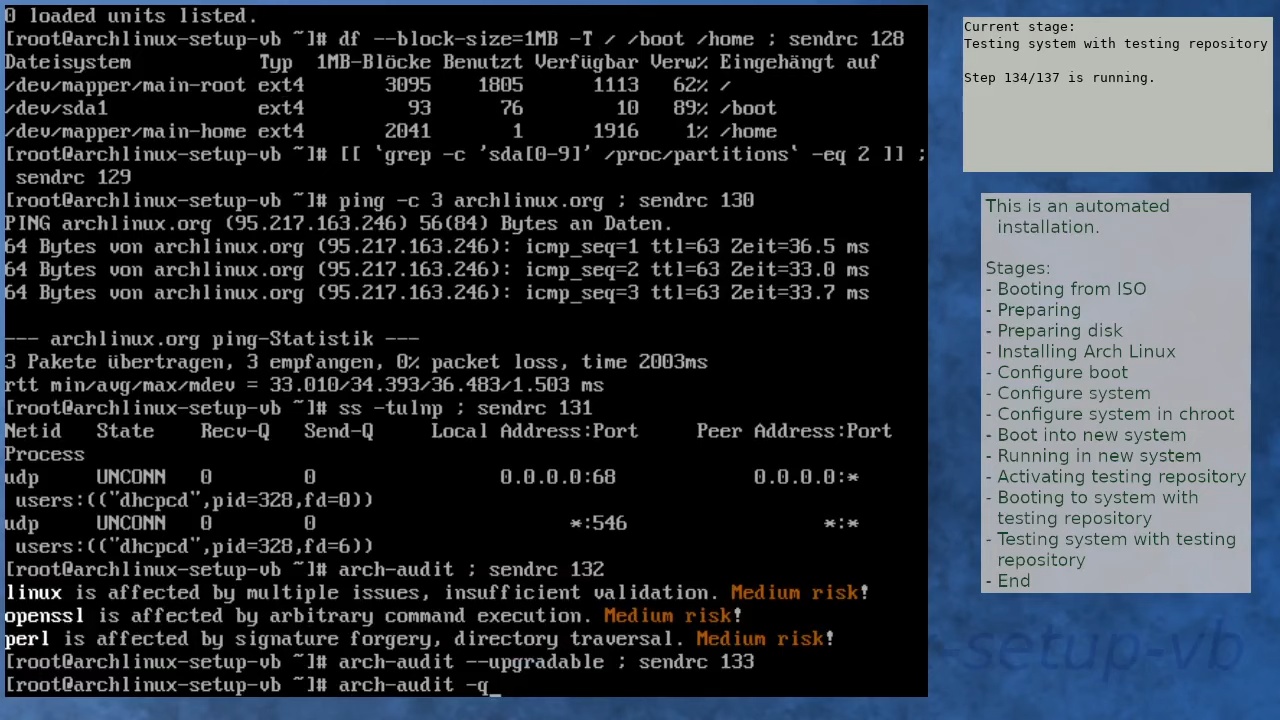 0 loaded units listed.
[root@archlinux-setup-vb ~]# df --block-size=1MB -T / /boot /home ; sendrc 128
Dateisystem           Typ  1MB-Blöcke Benutzt Verfügbar Verw% Eingehängt auf
/dev/mapper/main-root ext4       3095    1805      1113   62% /
/dev/sda1             ext4         93      76        10   89% /boot
/dev/mapper/main-home ext4       2041       1      1916    1% /home
[root@archlinux-setup-vb ~]# [[ `grep -c 'sda[0-9]' /proc/partitions` -eq 2 ]] ;
 sendrc 129
[root@archlinux-setup-vb ~]# ping -c 3 archlinux.org ; sendrc 130
PING archlinux.org (95.217.163.246) 56(84) Bytes an Daten.
64 Bytes von archlinux.org (95.217.163.246): icmp_seq=1 ttl=63 Zeit=36.5 ms
64 Bytes von archlinux.org (95.217.163.246): icmp_seq=2 ttl=63 Zeit=33.0 ms
64 Bytes von archlinux.org (95.217.163.246): icmp_seq=3 ttl=63 Zeit=33.7 ms
--- archlinux.org ping-Statistik ---
3 Pakete übertragen, 3 empfangen, 0% packet loss, time 2003ms
rtt min/avg/max/mdev = 33.010/34.393/36.483/1.503 ms
[root@archlinux-setup-vb ~]# ss -tulnp ; sendrc 131
Netid   State    Recv-Q   Send-Q     Local Address:Port     Peer Address:Port
Process
udp     UNCONN   0        0                0.0.0.0:68            0.0.0.0:*
 users:(("dhcpcd",pid=328,fd=0))
udp     UNCONN   0        0                      *:546                 *:*
 users:(("dhcpcd",pid=328,fd=6))
[root@archlinux-setup-vb ~]# arch-audit ; sendrc 132
linux is affected by multiple issues, insufficient validation. Medium risk!
openssl is affected by arbitrary command execution. Medium risk!
perl is affected by signature forgery, directory traversal. Medium risk!
[root@archlinux-setup-vb ~]# arch-audit --upgradable ; sendrc 133
[root@archlinux-setup-vb ~]# arch-audit -q_
Current stage:
Testing system with testing repository
Step 134/137 is running.
This is an automated
installation.
Stages:
- Booting from ISO
- Preparing
- Preparing disk
- Installing Arch Linux
- Configure boot
- Configure system
- Configure system in chroot
- Boot into new system
- Running in new system
- Activating testing repository
- Booting to system with
testing repository
- Testing system with testing
repository
- End
-setup-vb